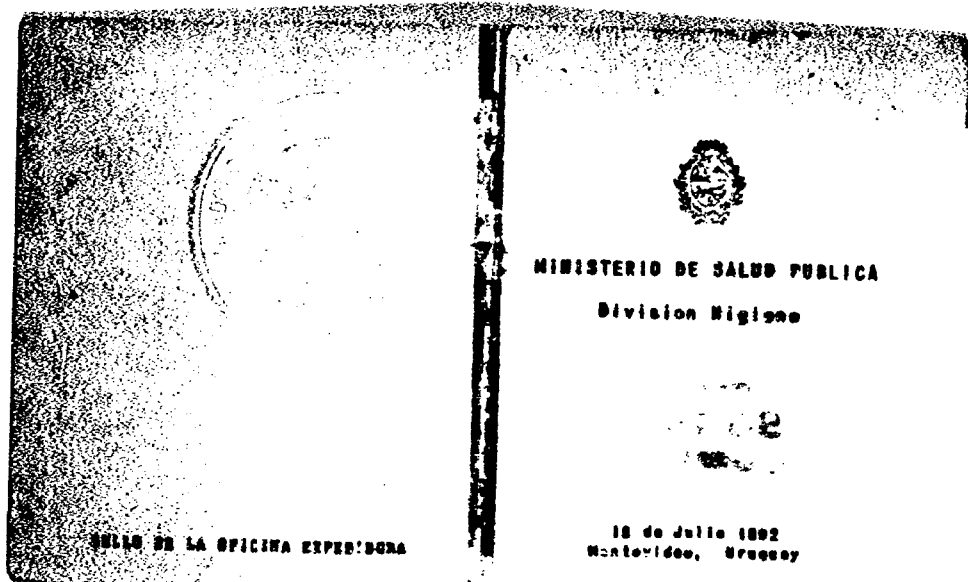 SELLO DE LA OFICINA EXPEDIDORA
MINISTERIO DE SALUD PUBLICA
Division Higiene
18 de Julio 1892
Montevideo, Uruguay